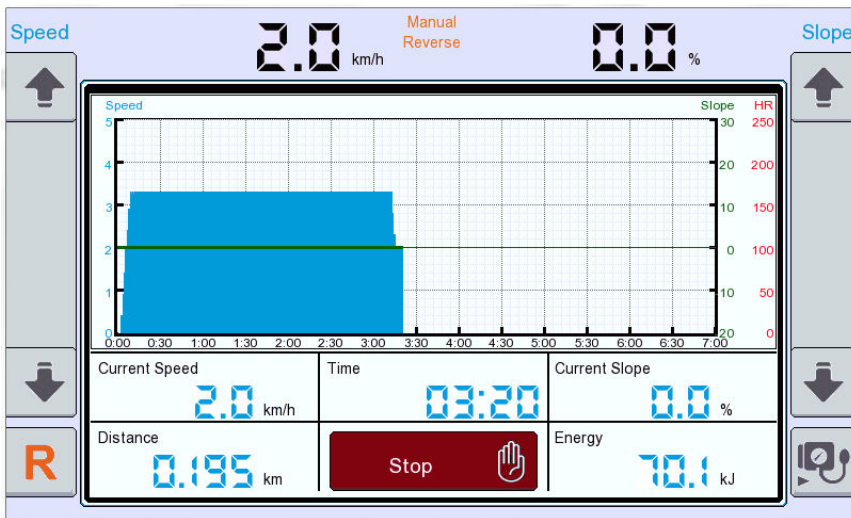 Speed
2.0 km/h
Manual
Reverse
0.0 %
Slope
Speed
Slope HR
5 30 250
4 20 200
3 10 150
2 0 100
1 10 50
0 20 0
0:00 0:30 1:00 1:30 2:00 2:30 3:00 3:30 4:00 4:30 5:00 5:30 6:00 6:30 7:00
Current Speed
2.0 km/h
Time
03:20
Current Slope
0.0 %
R
Distance
0.195 km
Stop
Energy
70.1 kJ